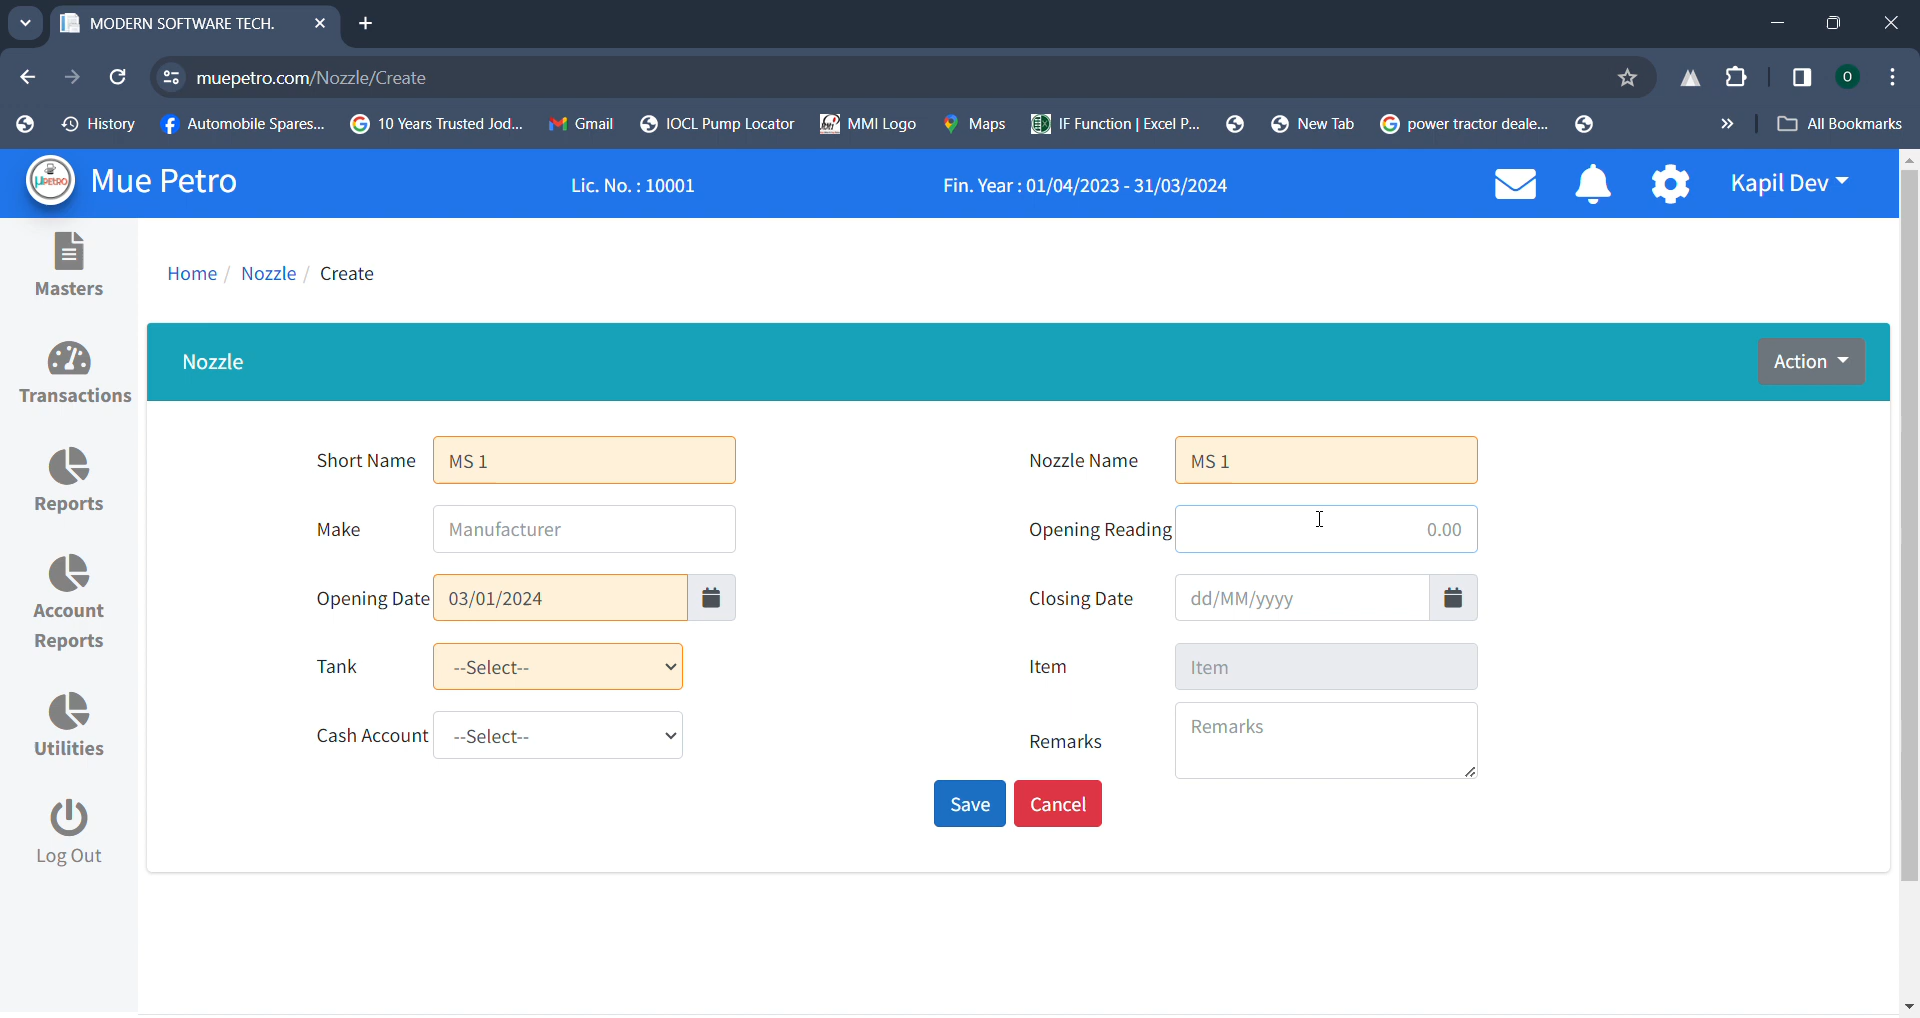 MODERN SOFTWARE TECH.
muepetro.com/Nozzle/Create
O
History
Automobile Spares...
10 Years Trusted Jod...
Gmail
IOCL Pump Locator
MMI Logo
Maps
IF Function | Excel P...
New Tab
power tractor deale...
All Bookmarks
Mue Petro
Lic. No. : 10001
Fin. Year : 01/04/2023 - 31/03/2024
Kapil Dev
Masters
Transactions
Reports
Account
Reports
Utilities
Log Out
Home / Nozzle / Create
Nozzle
Action
Short Name MS 1
Nozzle Name MS 1
Make Manufacturer
Opening Reading 0.00
Opening Date 03/01/2024
Closing Date dd/MM/yyyy
Tank --Select--
Item Item
Cash Account --Select--
Remarks Remarks
Save
Cancel